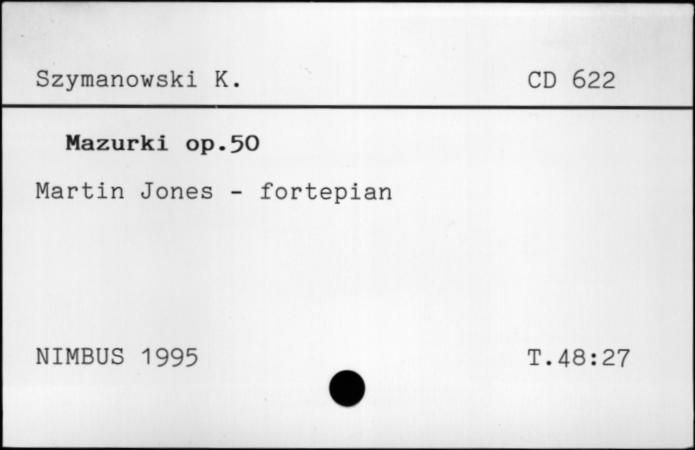 Szymanowski K. CD 622
Mazurki op.50
Martin Jones - fortepian
NIMBUS 1995 T.48:27